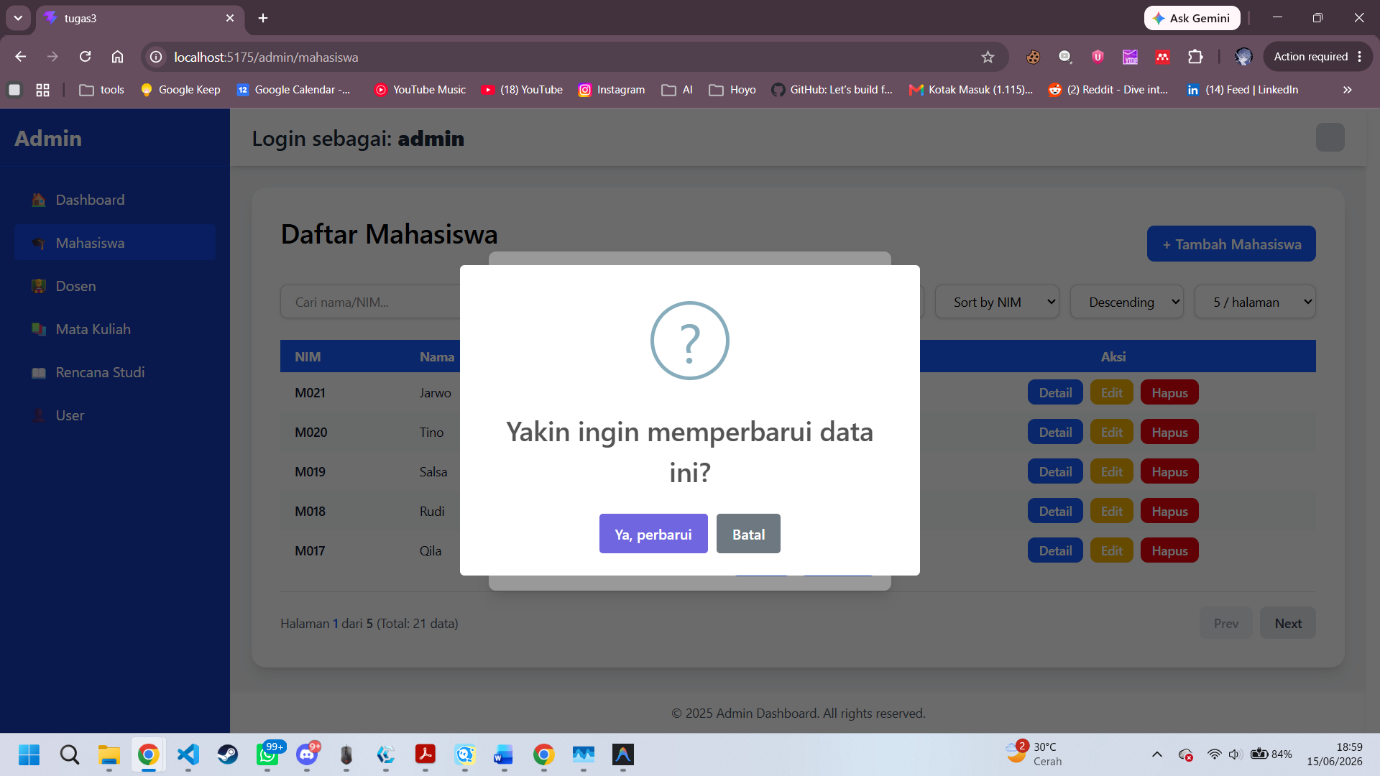 tugas3
Ask Gemini
localhost:5175/admin/mahasiswa
Action required
tools
Google Keep
12 Google Calendar -...
YouTube Music
(18) YouTube
Instagram
AI
Hoyo
GitHub: Let's build f...
Kotak Masuk (1.115)...
(2) Reddit - Dive int...
(14) Feed | LinkedIn
Admin
Login sebagai: admin
Dashboard
Mahasiswa
Dosen
Mata Kuliah
Rencana Studi
User
Daftar Mahasiswa
+ Tambah Mahasiswa
Cari nama/NIM...
Sort by NIM
Descending
5 / halaman
NIM Nama Aksi
M021 Jarwo Detail Edit Hapus
M020 Tino Detail Edit Hapus
M019 Salsa Detail Edit Hapus
M018 Rudi Detail Edit Hapus
M017 Qila Detail Edit Hapus
?
Yakin ingin memperbarui data
ini?
Ya, perbarui
Batal
Halaman 1 dari 5 (Total: 21 data)
Prev
Next
© 2025 Admin Dashboard. All rights reserved.
99+
9+
2
30°C
Cerah
84%
18:59
15/06/2026